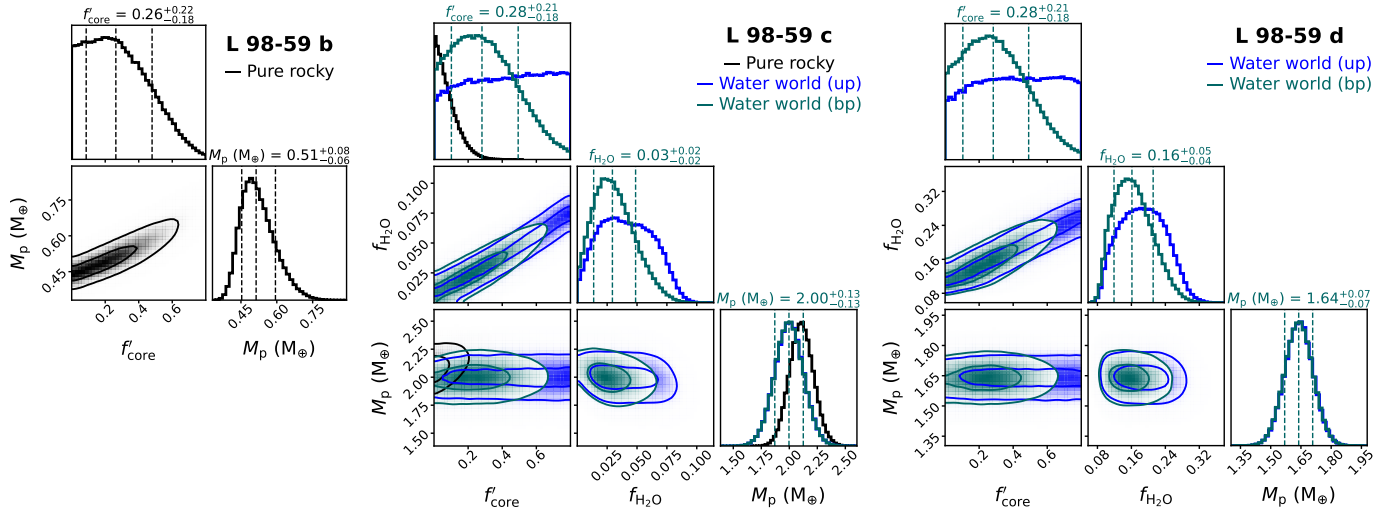 f′core = 0.26+0.22−0.18
L 98-59 b
Pure rocky
Mp (M⊕) = 0.51+0.08−0.06
Mp (M⊕)
0.75
0.60
0.45
0.2
0.4
0.6
f′core
0.45
0.60
0.75
Mp (M⊕)
f′core = 0.28+0.21−0.18
L 98-59 c
Pure rocky
Water world (up)
Water world (bp)
fH2O = 0.03+0.02−0.02
fH2O
0.100
0.075
0.050
0.025
Mp (M⊕) = 2.00+0.13−0.13
Mp (M⊕)
2.50
2.25
2.00
1.75
1.50
0.2
0.4
0.6
f′core
0.025
0.050
0.075
0.100
fH2O
1.50
1.75
2.00
2.25
2.50
Mp (M⊕)
f′core = 0.28+0.21−0.18
L 98-59 d
Water world (up)
Water world (bp)
fH2O = 0.16+0.05−0.04
fH2O
0.32
0.24
0.16
0.08
Mp (M⊕) = 1.64+0.07−0.07
Mp (M⊕)
1.95
1.80
1.65
1.50
1.35
0.2
0.4
0.6
f′core
0.08
0.16
0.24
0.32
fH2O
1.35
1.50
1.65
1.80
1.95
Mp (M⊕)